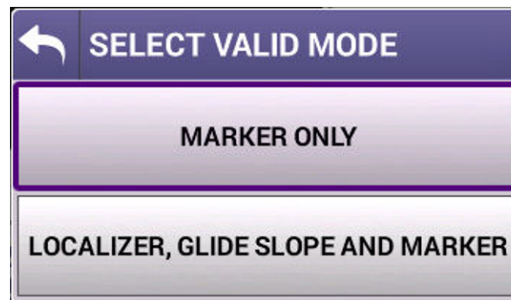 SELECT VALID MODE
MARKER ONLY
LOCALIZER, GLIDE SLOPE AND MARKER